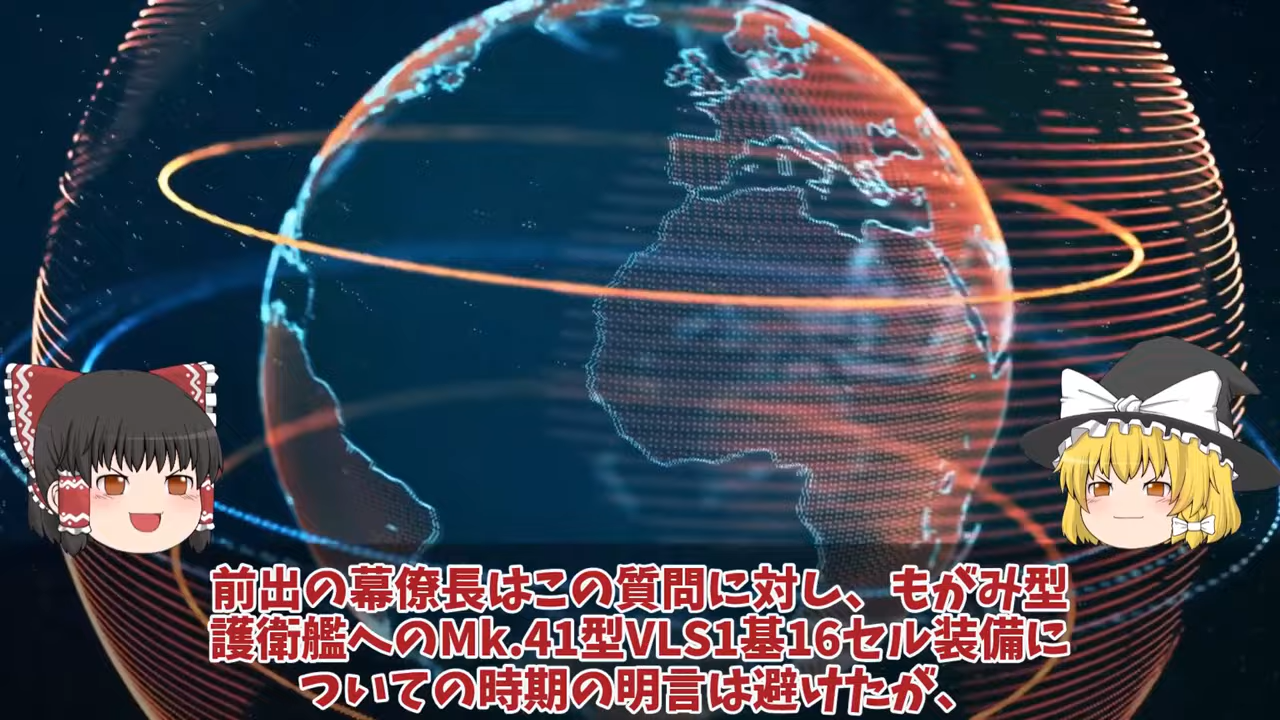 前出の幕僚長はこの質問に対し、もがみ型
護衛艦へのMk.41型VLS1基16セル装備に
ついての時期の明言は避けたが、